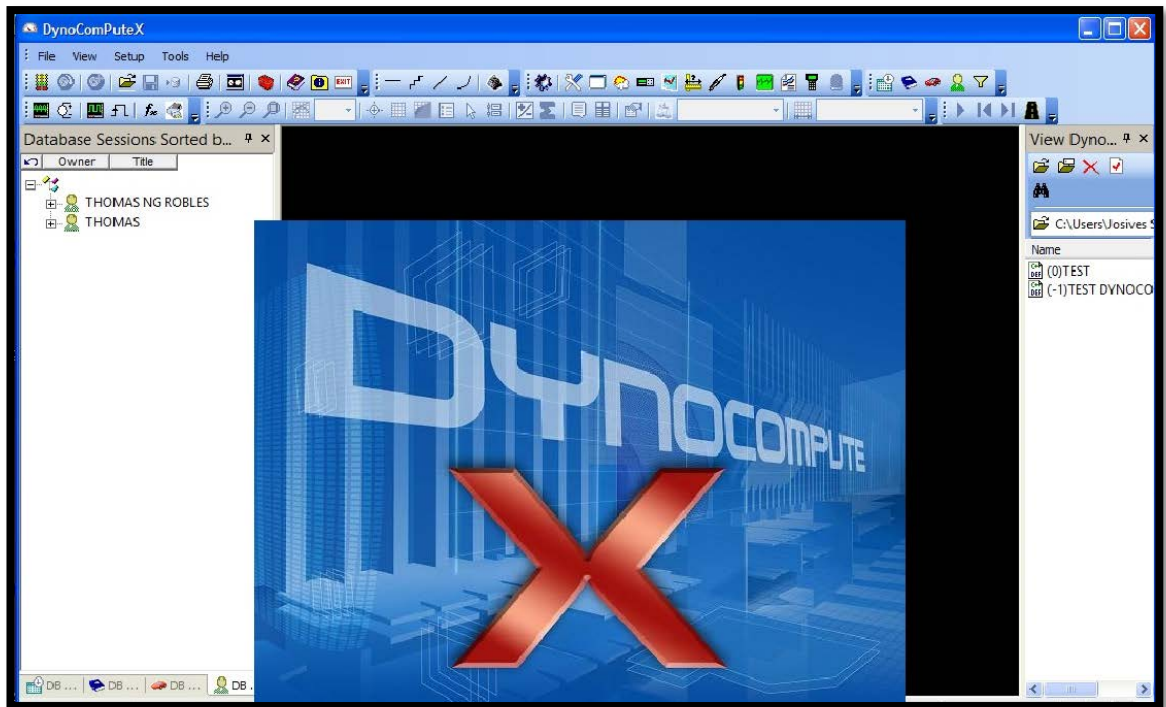 DynoComPuteX
File View Setup Tools Help
EXIT
Database Sessions Sorted b...
Owner Title
THOMAS NG ROBLES
THOMAS
DYNOCOMPUTE
X
DB ... DB ... DB ... DB .
View Dyno...
C:\Users\Josives S
Name
(0)TEST
(-1)TEST DYNOCO